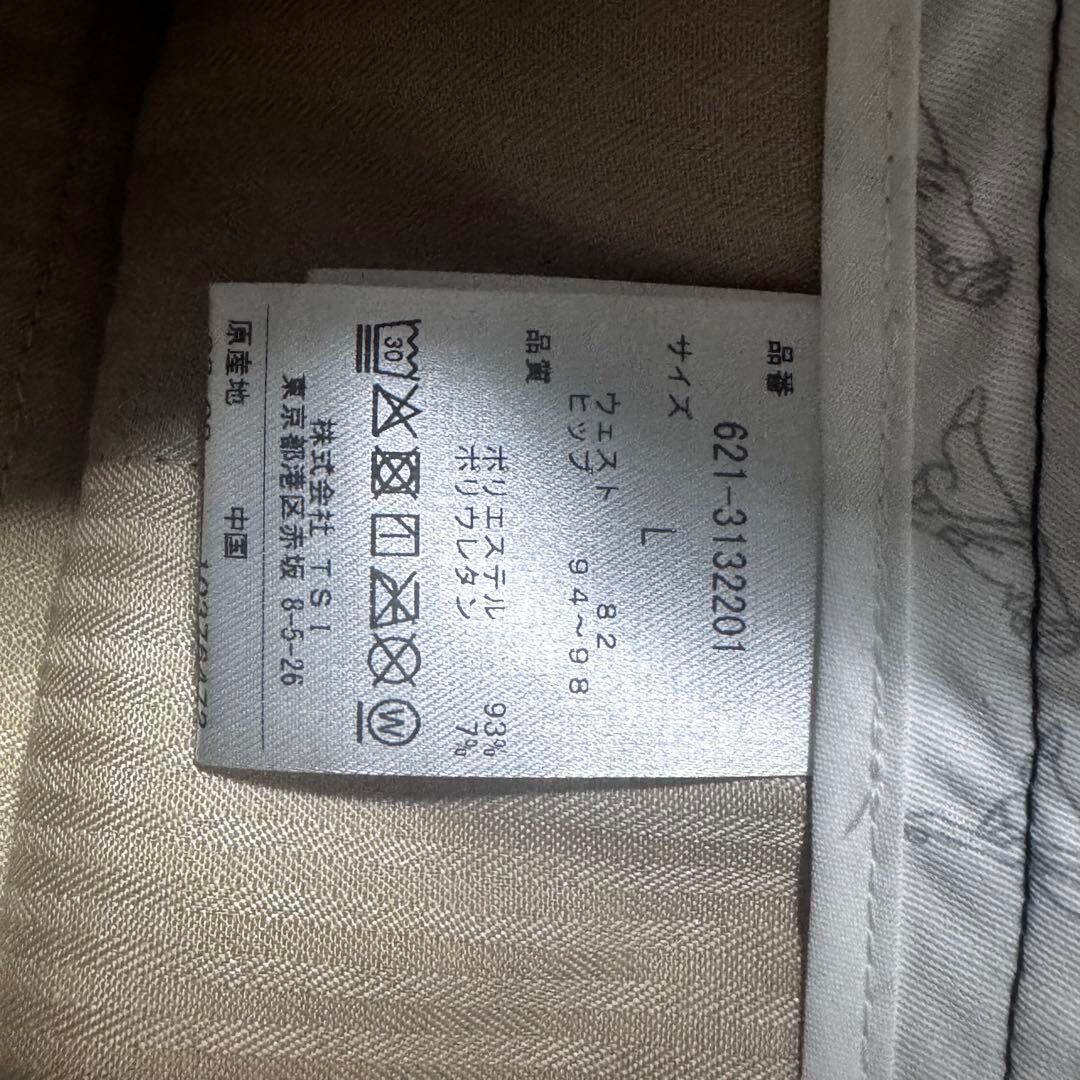 品番
621-3132201
サイズ
L
ウェスト 82
ヒップ 94~98
品質
ポリエステル 93%
ポリウレタン 7%
30
W
株式会社 TSI
東京都港区赤坂 8-5-26
原産地 中国